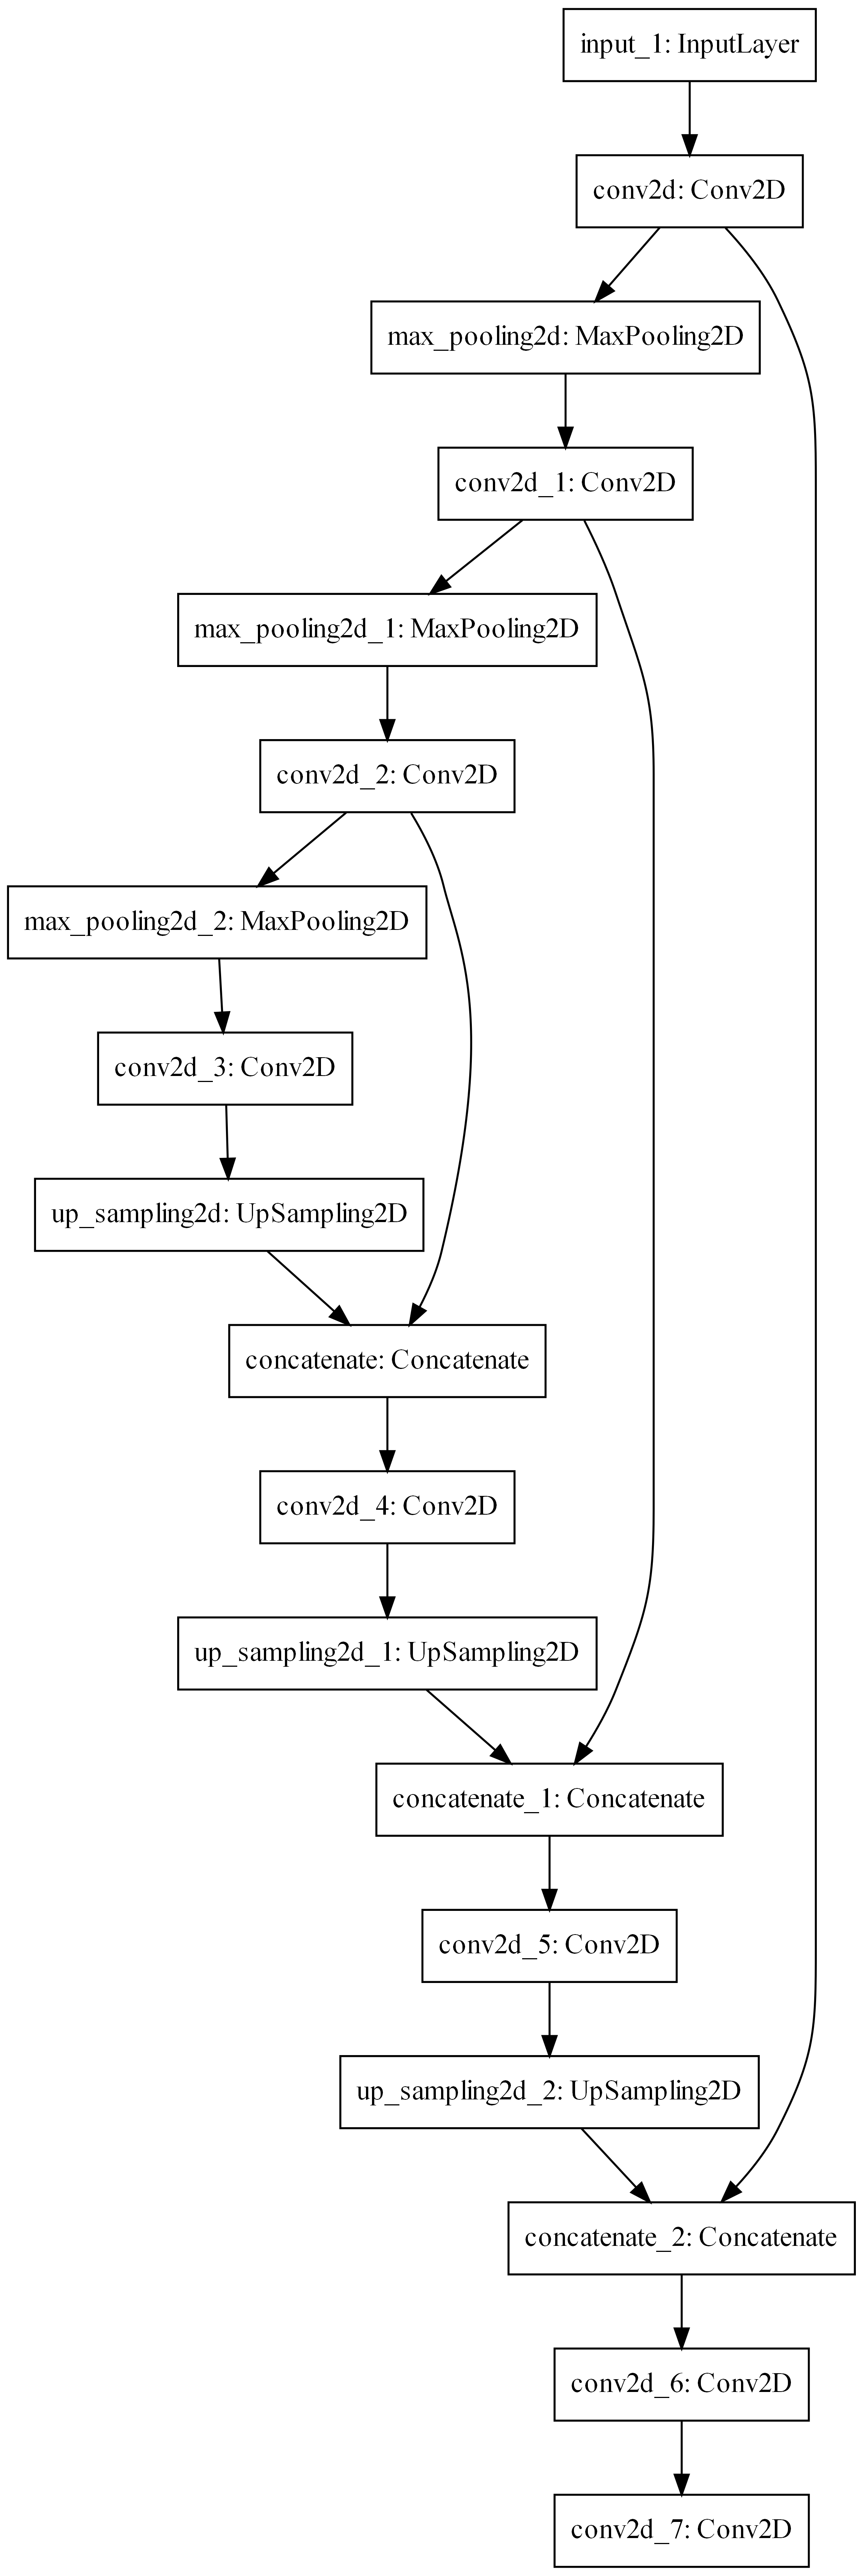 input_1: InputLayer
conv2d: Conv2D
max_pooling2d: MaxPooling2D
conv2d_1: Conv2D
max_pooling2d_1: MaxPooling2D
conv2d_2: Conv2D
max_pooling2d_2: MaxPooling2D
conv2d_3: Conv2D
up_sampling2d: UpSampling2D
concatenate: Concatenate
conv2d_4: Conv2D
up_sampling2d_1: UpSampling2D
concatenate_1: Concatenate
conv2d_5: Conv2D
up_sampling2d_2: UpSampling2D
concatenate_2: Concatenate
conv2d_6: Conv2D
conv2d_7: Conv2D